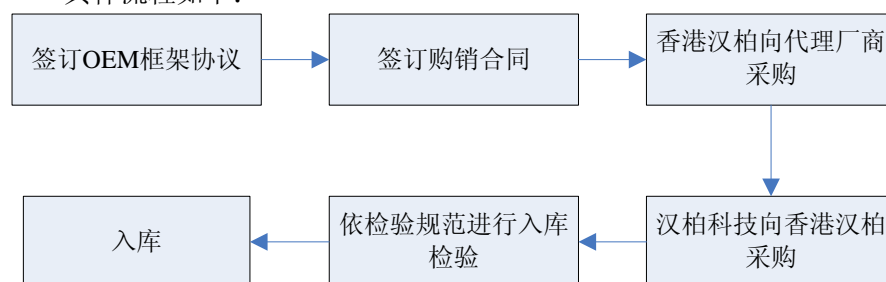 具体流程如下：
签订OEM框架协议
签订购销合同
香港汉柏向代理厂商
采购
汉柏科技向香港汉柏
采购
依检验规范进行入库
检验
入库